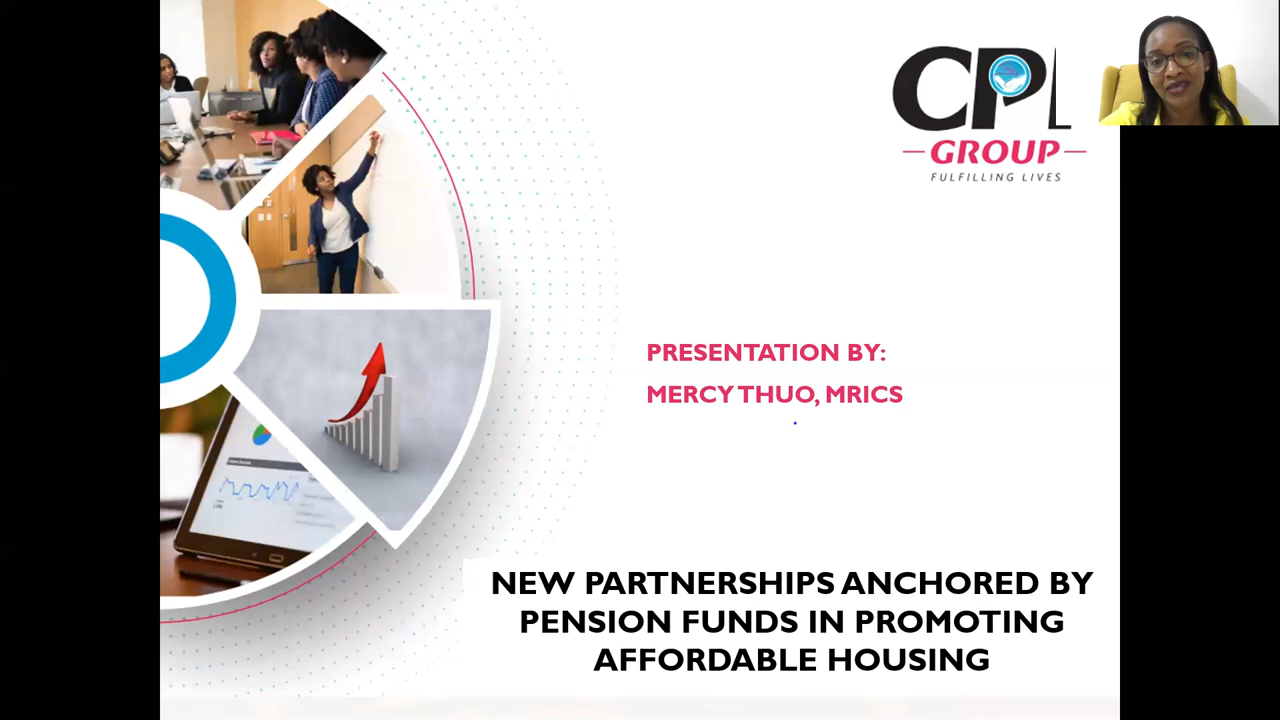 CPL
GROUP
FULFILLING LIVES
PRESENTATION BY:
MERCY THUO, MRICS
NEW PARTNERSHIPS ANCHORED BY
PENSION FUNDS IN PROMOTING
AFFORDABLE HOUSING